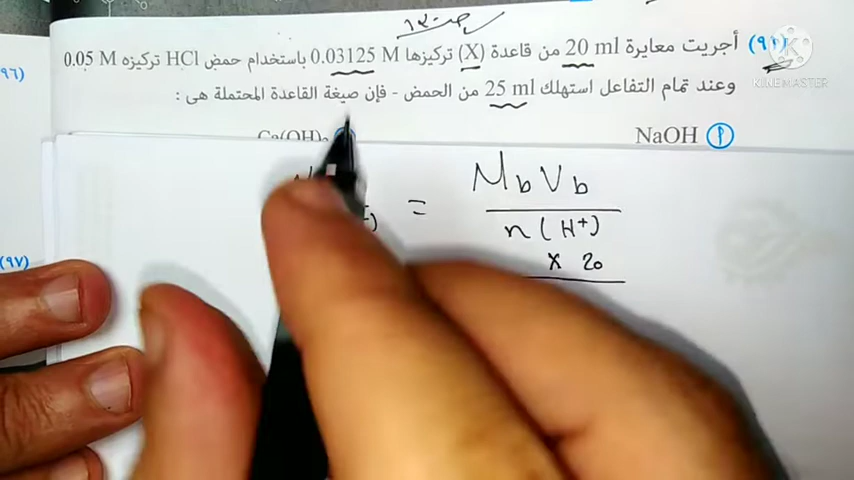 صـ ١٢٠
(٩٦) أجريت معايرة 20 ml من قاعدة (X) تركيزها 0.03125 M باستخدام حمض HCl تركيزه 0.05 M
وعند تمام التفاعل استهلك 25 ml من الحمض - فإن صيغة القاعدة المحتملة هى :
أ NaOH Ca(OH)₂
= MbVb
n(H+)
x 20
(٩٦)
(٩٧)
KINEMASTER